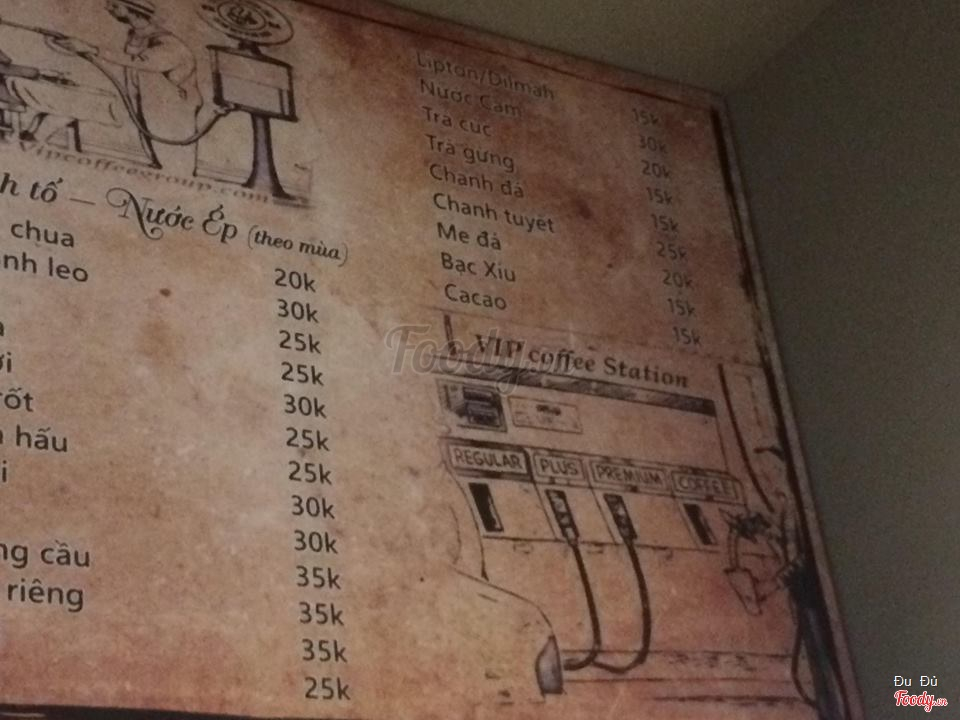 Vipcoffeegroup.com
h tố — Nước Ép (theo mùa)
chua
nh leo
ơi
rốt
hấu
i
ng cầu
riêng
20k
30k
25k
25k
30k
25k
25k
30k
30k
35k
35k
35k
25k
Lipton/Dilmah 15k
Nước Cam 30k
Trà cúc 20k
Trà gừng 15k
Chanh đá 15k
Chanh tuyết 25k
Me đá 20k
Bạc Xỉu 15k
Cacao 15k
VIP coffee Station
REGULAR PLUS PREMIUM COFFEE
Foody.vn
Đu Đủ
Foody.vn